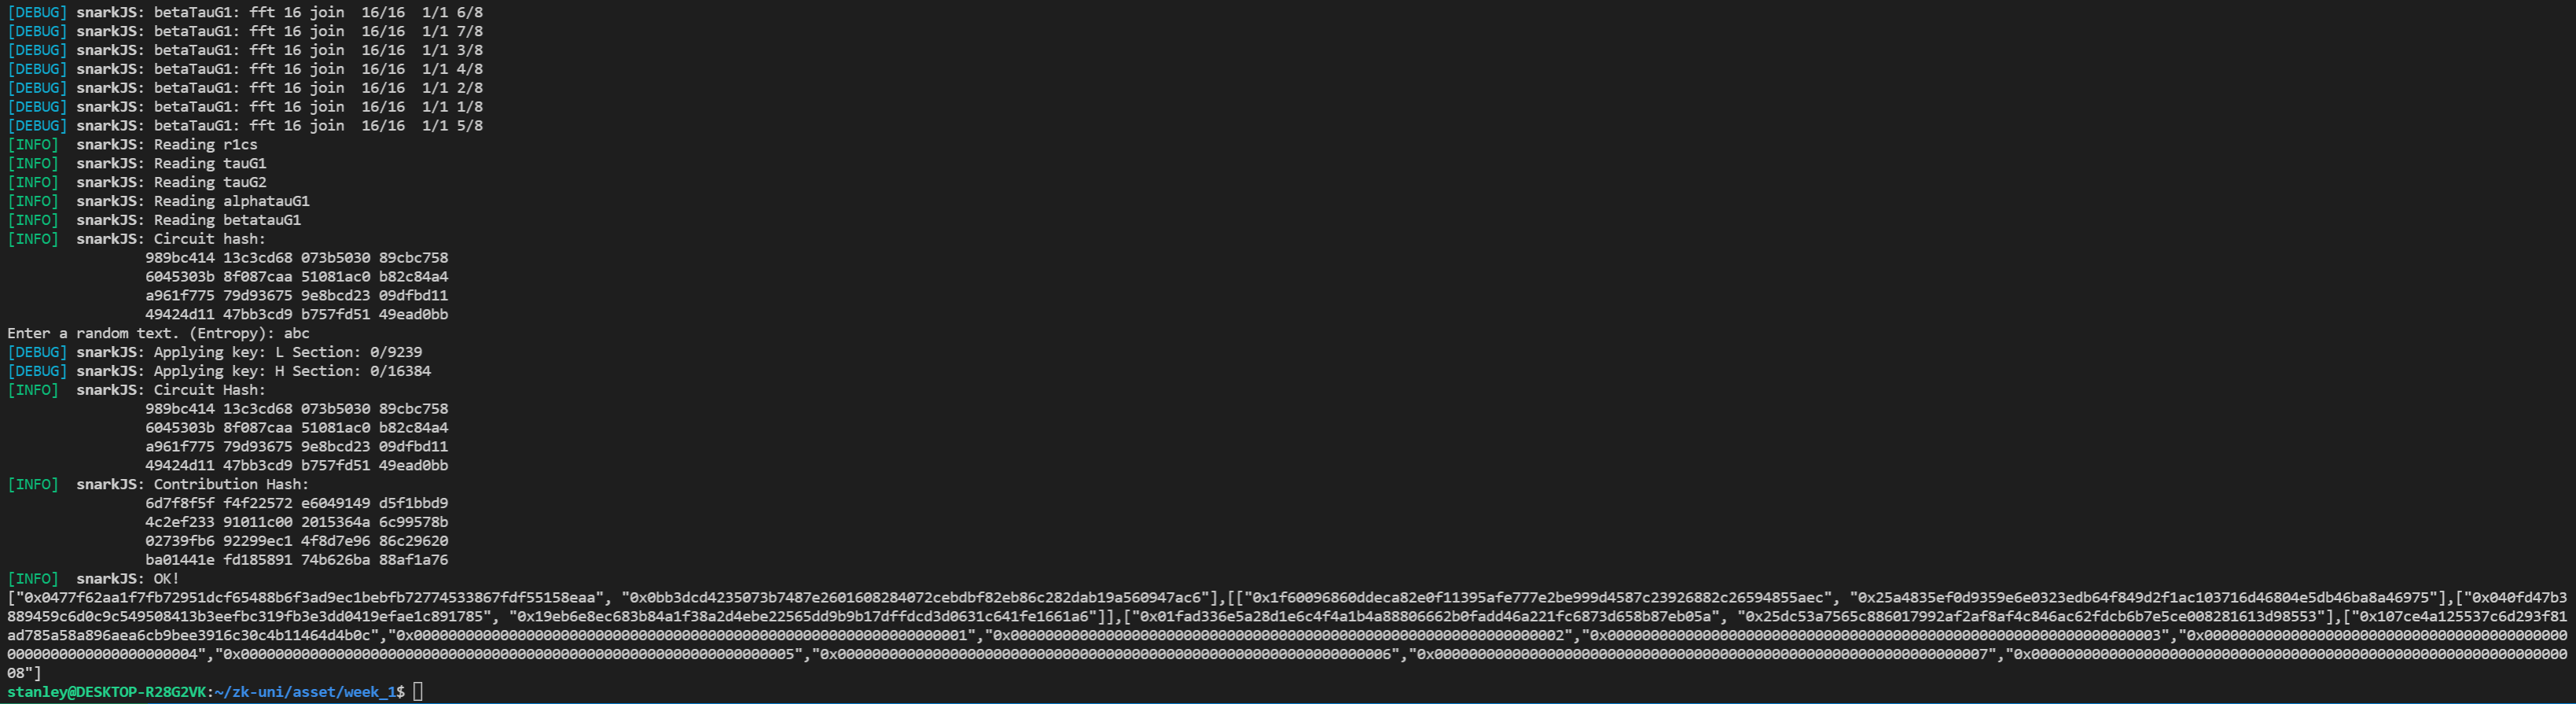 [DEBUG] snarkJS: betaTauG1: fft 16 join  16/16  1/1 6/8
[DEBUG] snarkJS: betaTauG1: fft 16 join  16/16  1/1 7/8
[DEBUG] snarkJS: betaTauG1: fft 16 join  16/16  1/1 3/8
[DEBUG] snarkJS: betaTauG1: fft 16 join  16/16  1/1 4/8
[DEBUG] snarkJS: betaTauG1: fft 16 join  16/16  1/1 2/8
[DEBUG] snarkJS: betaTauG1: fft 16 join  16/16  1/1 1/8
[DEBUG] snarkJS: betaTauG1: fft 16 join  16/16  1/1 5/8
[INFO]  snarkJS: Reading r1cs
[INFO]  snarkJS: Reading tauG1
[INFO]  snarkJS: Reading tauG2
[INFO]  snarkJS: Reading alphatauG1
[INFO]  snarkJS: Reading betatauG1
[INFO]  snarkJS: Circuit hash:
989bc414 13c3cd68 073b5030 89cbc758
6045303b 8f087caa 51081ac0 b82c84a4
a961f775 79d93675 9e8bcd23 09dfbd11
49424d11 47bb3cd9 b757fd51 49ead0bb
Enter a random text. (Entropy): abc
[DEBUG] snarkJS: Applying key: L Section: 0/9239
[DEBUG] snarkJS: Applying key: H Section: 0/16384
[INFO]  snarkJS: Circuit Hash:
989bc414 13c3cd68 073b5030 89cbc758
6045303b 8f087caa 51081ac0 b82c84a4
a961f775 79d93675 9e8bcd23 09dfbd11
49424d11 47bb3cd9 b757fd51 49ead0bb
[INFO]  snarkJS: Contribution Hash:
6d7f8f5f f4f22572 e6049149 d5f1bbd9
4c2ef233 91011c00 2015364a 6c99578b
02739fb6 92299ec1 4f8d7e96 86c29620
ba01441e fd185891 74b626ba 88af1a76
[INFO]  snarkJS: OK!
["0x0477f62aa1f7fb72951dcf65488b6f3ad9ec1bebfb72774533867fdf55158eaa", "0x0bb3dcd4235073b7487e2601608284072cebdbf82eb86c282dab19a560947ac6"],[["0x1f60096860ddeca82e0f11395afe777e2be999d4587c23926882c26594855aec", "0x25a4835ef0d9359e6e0323edb64f849d2f1ac103716d46804e5db46ba8a46975"],["0x040fd47b3
889459c6d0c9c549508413b3eefbc319fb3e3dd0419efae1c891785", "0x19eb6e8ec683b84a1f38a2d4ebe22565dd9b9b17dffdcd3d0631c641fe1661a6"]],["0x01fad336e5a28d1e6c4f4a1b4a88806662b0fadd46a221fc6873d658b87eb05a", "0x25dc53a7565c886017992af2af8af4c846ac62fdcb6b7e5ce008281613d98553"],["0x107ce4a125537c6d293f81
ad785a58a896aea6cb9bee3916c30c4b11464d4b0c","0x0000000000000000000000000000000000000000000000000000000000000001","0x0000000000000000000000000000000000000000000000000000000000000002","0x0000000000000000000000000000000000000000000000000000000000000003","0x0000000000000000000000000000000000000000000
000000000000000000004","0x0000000000000000000000000000000000000000000000000000000000000005","0x0000000000000000000000000000000000000000000000000000000000000006","0x0000000000000000000000000000000000000000000000000000000000000007","0x00000000000000000000000000000000000000000000000000000000000000
08"]
stanley@DESKTOP-R28G2VK:~/zk-uni/asset/week_1$